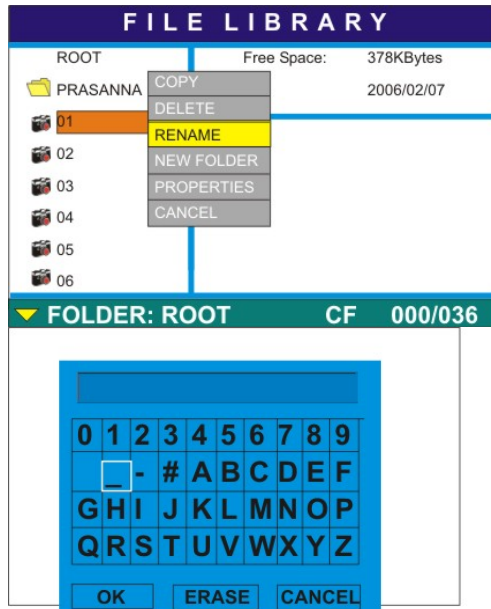 FILE LIBRARY
ROOT Free Space: 378KBytes
PRASANNA 2006/02/07
COPY
DELETE
RENAME
NEW FOLDER
PROPERTIES
CANCEL
01
02
03
04
05
06
FOLDER: ROOT CF 000/036
0 1 2 3 4 5 6 7 8 9
_ - # A B C D E F
G H I J K L M N O P
Q R S T U V W X Y Z
OK ERASE CANCEL